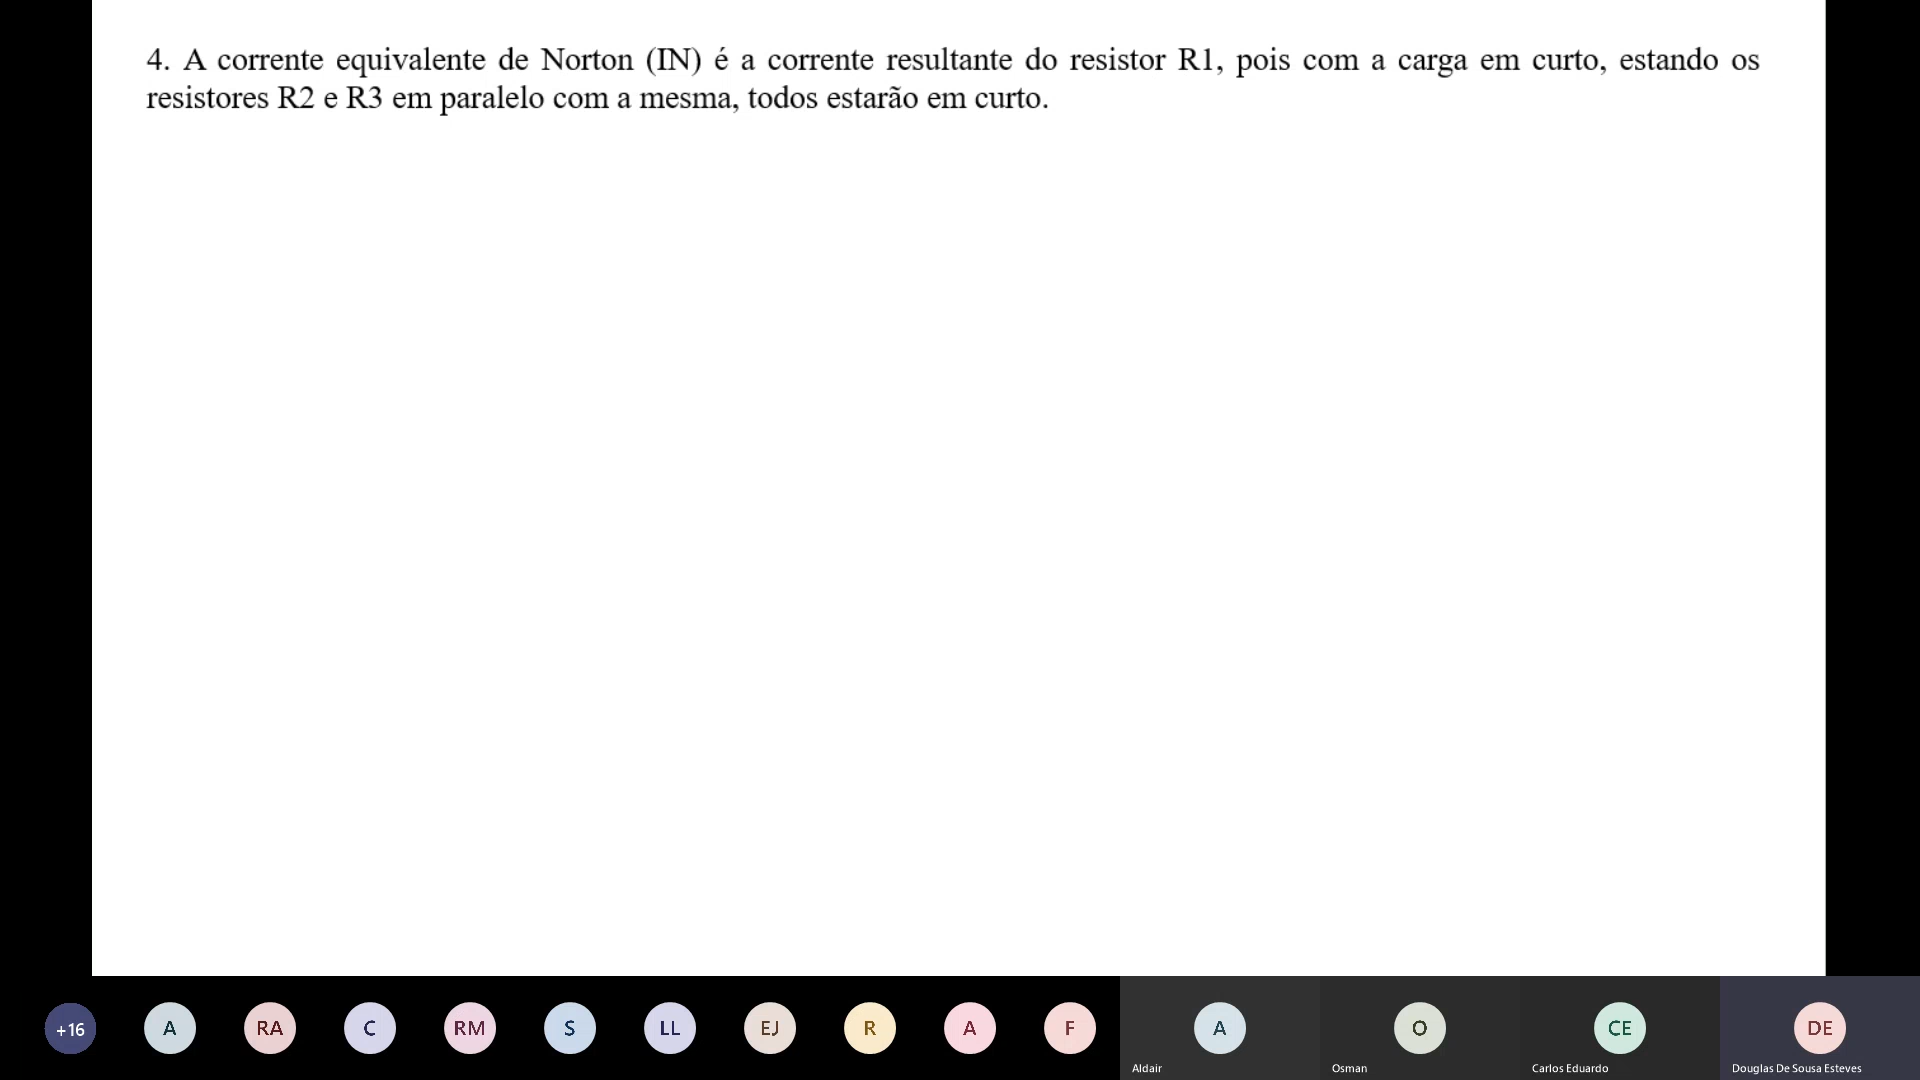 4. A corrente equivalente de Norton (IN) é a corrente resultante do resistor R1, pois com a carga em curto, estando os
resistores R2 e R3 em paralelo com a mesma, todos estarão em curto.
+16
A
RA
C
RM
S
LL
EJ
R
A
F
A
O
CE
DE
Aldair
Osman
Carlos Eduardo
Douglas De Sousa Esteves